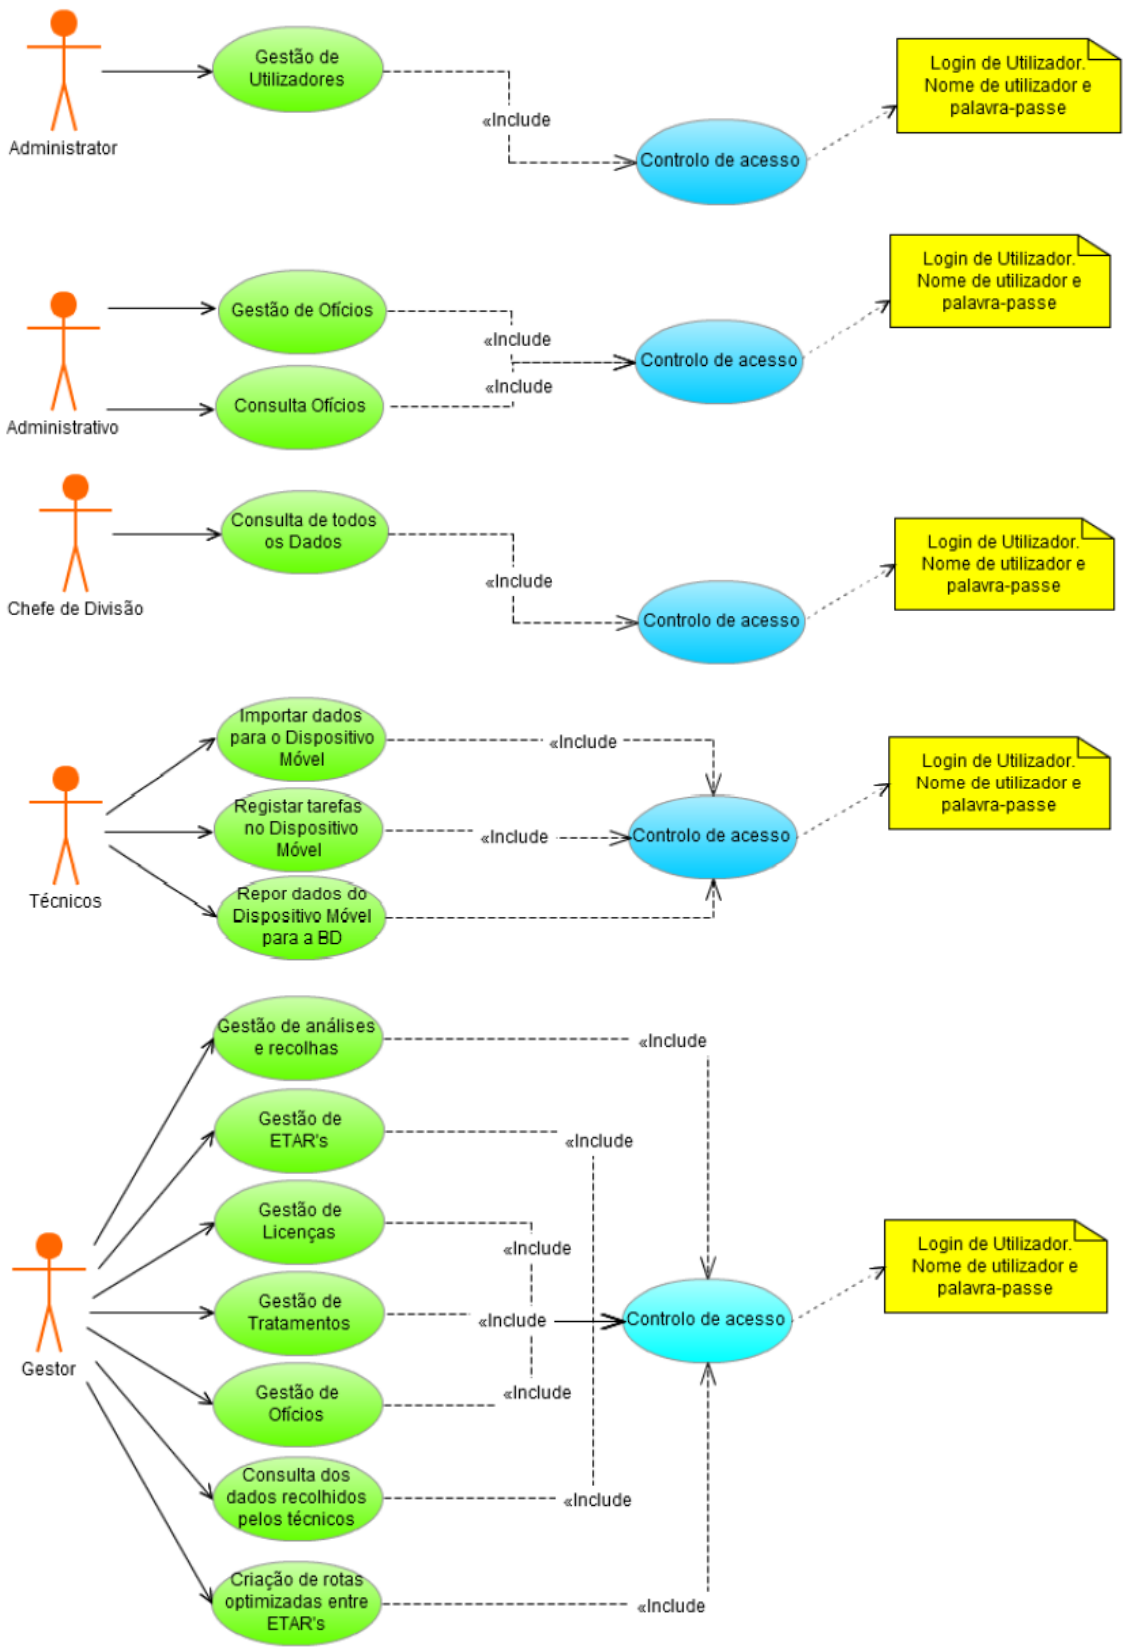 Gestão de
Utilizadores
Administrator
«Include
Controlo de acesso
Login de Utilizador.
Nome de utilizador e
palavra-passe
Gestão de Ofícios
«Include
«Include
Consulta Ofícios
Administrativo
Controlo de acesso
Login de Utilizador.
Nome de utilizador e
palavra-passe
Consulta de todos
os Dados
Chefe de Divisão
«Include
Controlo de acesso
Login de Utilizador.
Nome de utilizador e
palavra-passe
Importar dados
para o Dispositivo
Móvel
«Include
Registar tarefas
no Dispositivo
Móvel
«Include
Técnicos
Repor dados do
Dispositivo Móvel
para a BD
Controlo de acesso
Login de Utilizador.
Nome de utilizador e
palavra-passe
Gestão de análises
e recolhas
«Include
Gestão de
ETAR's
«Include
Gestão de
Licenças
«Include
Gestão de
Tratamentos
«Include
Gestor
Gestão de
Ofícios
«Include
Consulta dos
dados recolhidos
pelos técnicos
«Include
Criação de rotas
optimizadas entre
ETAR's
«Include
Controlo de acesso
Login de Utilizador.
Nome de utilizador e
palavra-passe